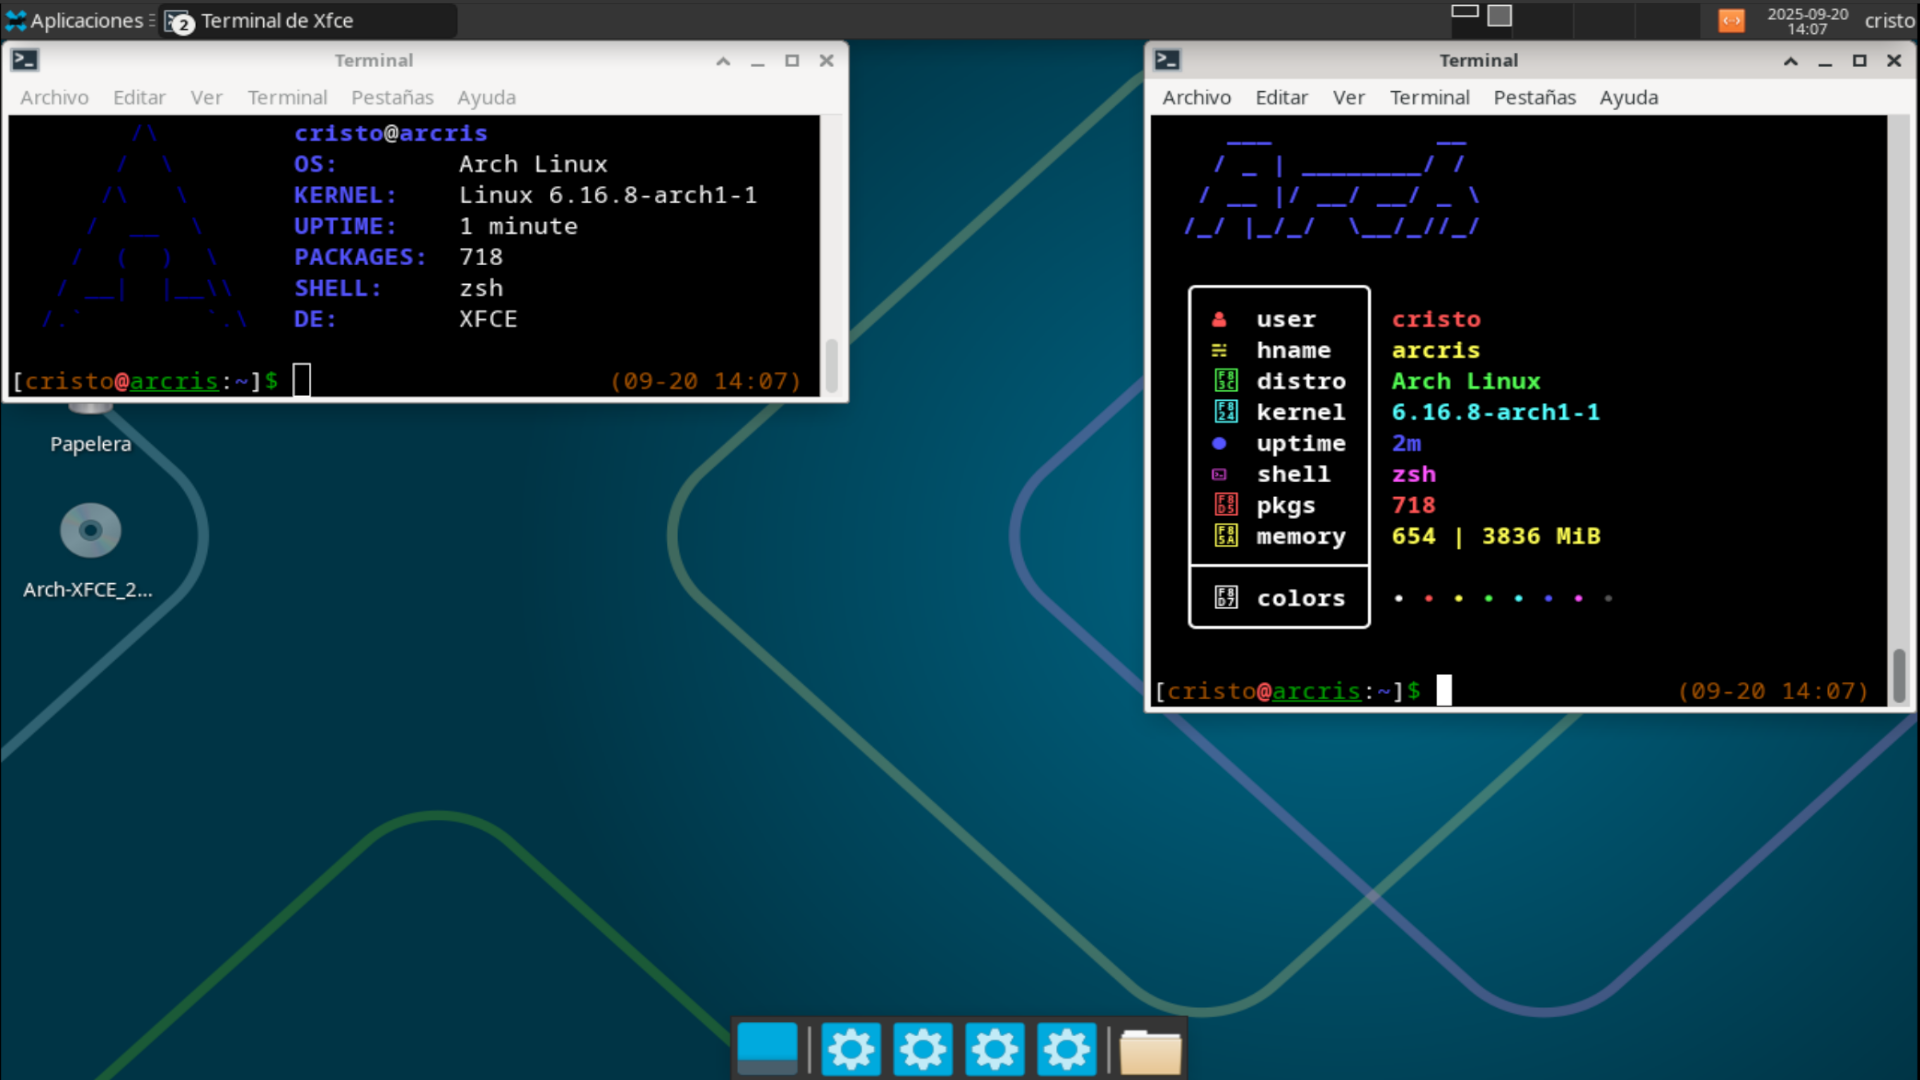 Aplicaciones
2 Terminal de Xfce
2025-09-20
14:07
cristo
Terminal
Archivo Editar Ver Terminal Pestañas Ayuda
cristo@arcris
OS: Arch Linux
KERNEL: Linux 6.16.8-arch1-1
UPTIME: 1 minute
PACKAGES: 718
SHELL: zsh
DE: XFCE
[cristo@arcris:~]$ (09-20 14:07)
Papelera
Arch-XFCE_2...
Terminal
Archivo Editar Ver Terminal Pestañas Ayuda
Arch
user cristo
hname arcris
distro Arch Linux
kernel 6.16.8-arch1-1
uptime 2m
shell zsh
pkgs 718
memory 654 | 3836 MiB
colors
[cristo@arcris:~]$ (09-20 14:07)